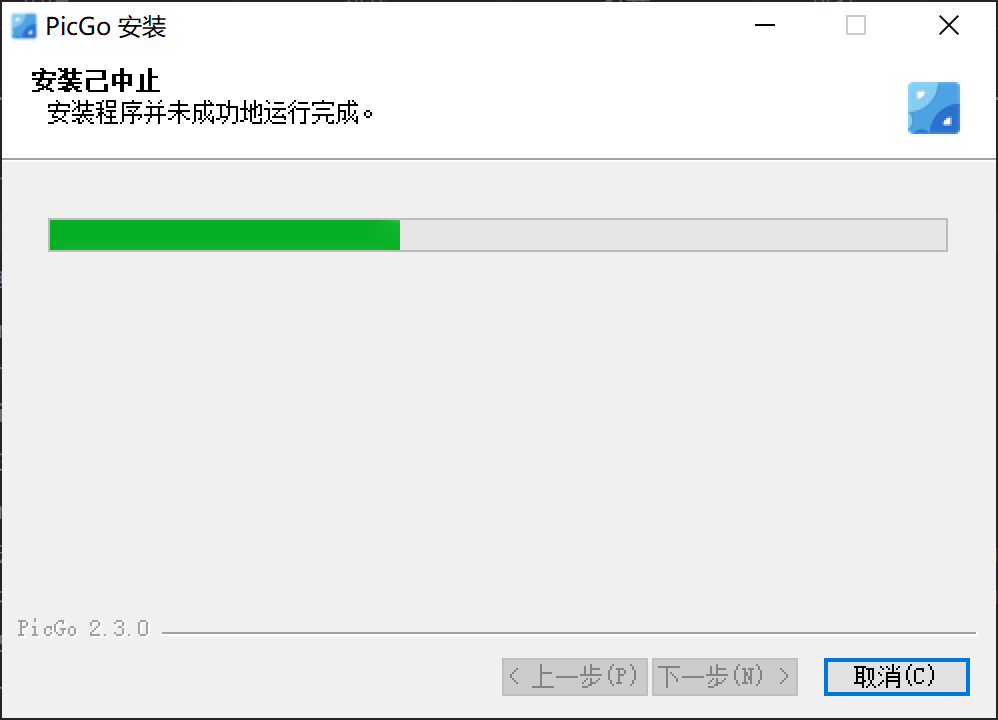 PicGo 安装
安装已中止
安装程序并未成功地运行完成。
PicGo 2.3.0
< 上一步(P)
下一步(N) >
取消(C)